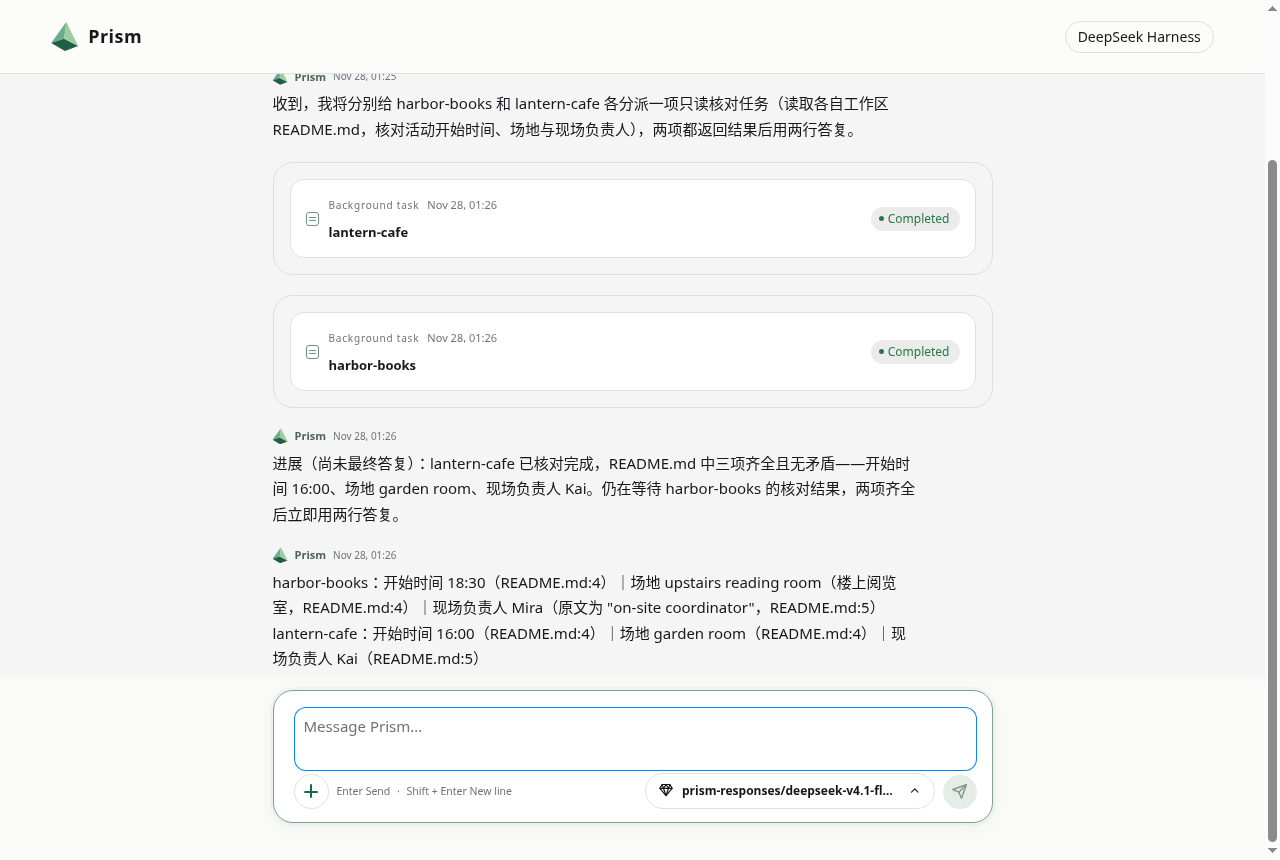 Prism
DeepSeek Harness
Prism Nov 28, 01:25
收到，我将分别给 harbor-books 和 lantern-cafe 各分派一项只读核对任务（读取各自工作区
README.md，核对活动开始时间、场地与现场负责人），两项都返回结果后用两行答复。
Background task Nov 28, 01:26
lantern-cafe
Completed
Background task Nov 28, 01:26
harbor-books
Completed
Prism Nov 28, 01:26
进展（尚未最终答复）：lantern-cafe 已核对完成，README.md 中三项齐全且无矛盾——开始时
间 16:00、场地 garden room、现场负责人 Kai。仍在等待 harbor-books 的核对结果，两项齐全
后立即用两行答复。
Prism Nov 28, 01:26
harbor-books：开始时间 18:30（README.md:4）｜场地 upstairs reading room（楼上阅览
室，README.md:4）｜现场负责人 Mira（原文为 "on-site coordinator"，README.md:5）
lantern-cafe：开始时间 16:00（README.md:4）｜场地 garden room（README.md:4）｜现
场负责人 Kai（README.md:5）
Message Prism...
Enter Send · Shift + Enter New line
prism-responses/deepseek-v4.1-fl...